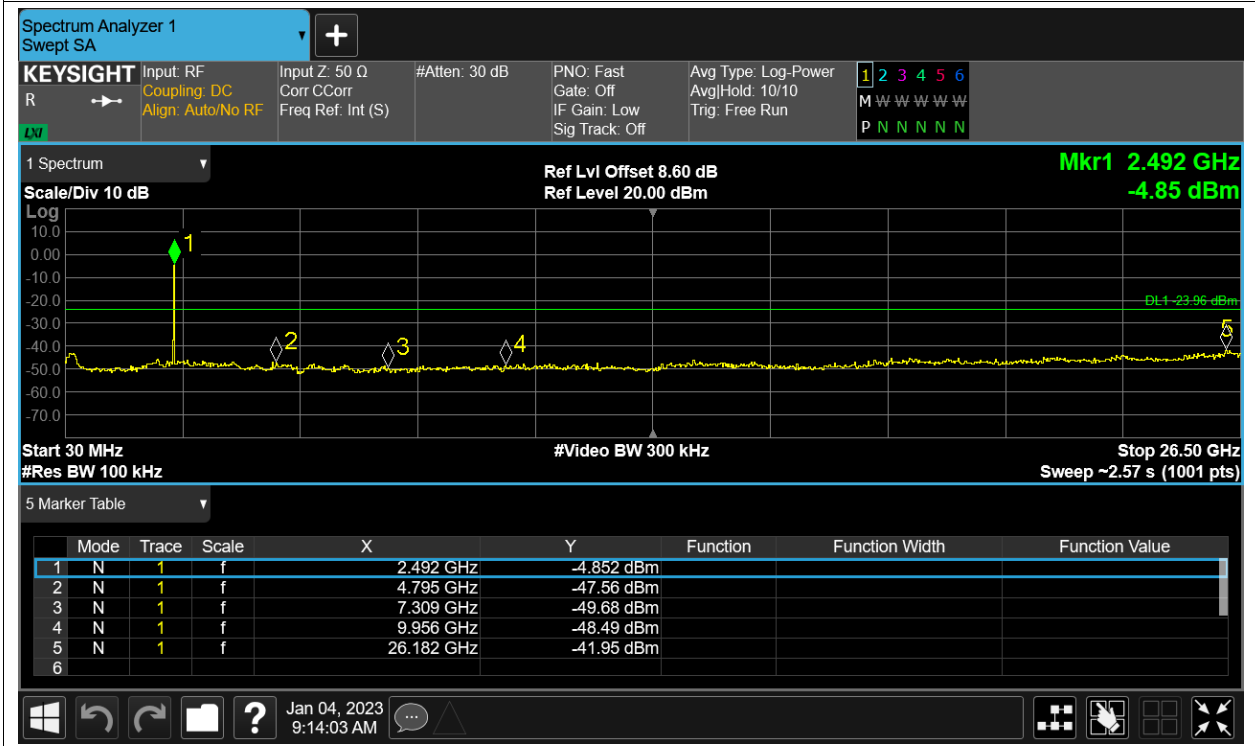 Spectrum Analyzer 1
Swept SA
+
KEYSIGHT
R
LXI
Input: RF
Coupling: DC
Align: Auto/No RF
Input Z: 50 Ω
Corr CCorr
Freq Ref: Int (S)
#Atten: 30 dB
PNO: Fast
Gate: Off
IF Gain: Low
Sig Track: Off
Avg Type: Log-Power
Avg|Hold: 10/10
Trig: Free Run
1 2 3 4 5 6
M W W W W W
P N N N N N
1 Spectrum
Scale/Div 10 dB
Ref Lvl Offset 8.60 dB
Ref Level 20.00 dBm
Mkr1 2.492 GHz
-4.85 dBm
Log
10.0
0.00
-10.0
-20.0
-30.0
-40.0
-50.0
-60.0
-70.0
1
2
3
4
5
DL1 -23.96 dBm
Start 30 MHz
#Res BW 100 kHz
#Video BW 300 kHz
Stop 26.50 GHz
Sweep ~2.57 s (1001 pts)
5 Marker Table
Mode Trace Scale X Y Function Function Width Function Value
1 N 1 f 2.492 GHz -4.852 dBm
2 N 1 f 4.795 GHz -47.56 dBm
3 N 1 f 7.309 GHz -49.68 dBm
4 N 1 f 9.956 GHz -48.49 dBm
5 N 1 f 26.182 GHz -41.95 dBm
6
?
Jan 04, 2023
9:14:03 AM